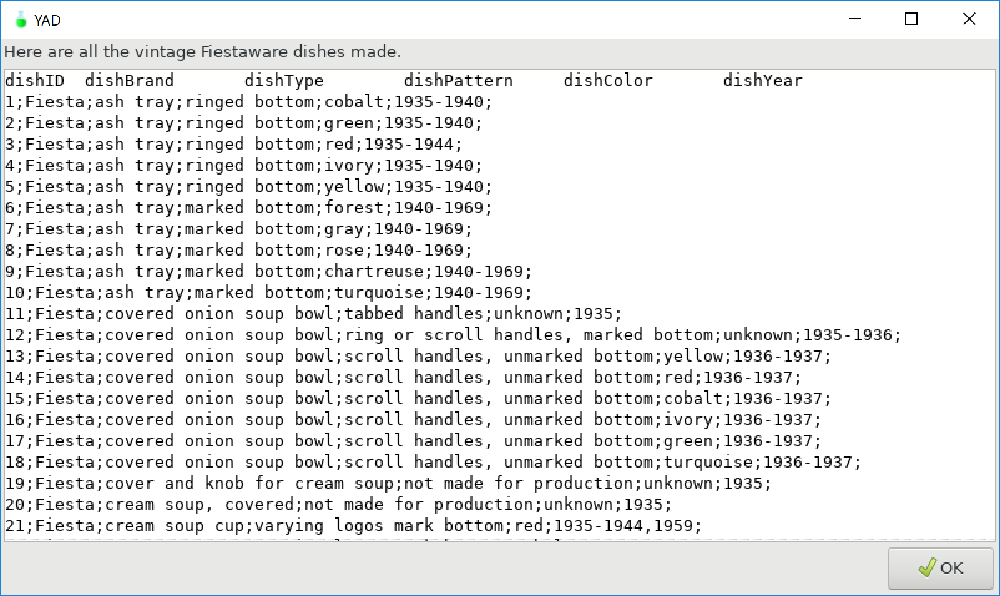 YAD
Here are all the vintage Fiestaware dishes made.
dishID  dishBrand       dishType        dishPattern     dishColor       dishYear
1;Fiesta;ash tray;ringed bottom;cobalt;1935-1940;
2;Fiesta;ash tray;ringed bottom;green;1935-1940;
3;Fiesta;ash tray;ringed bottom;red;1935-1944;
4;Fiesta;ash tray;ringed bottom;ivory;1935-1940;
5;Fiesta;ash tray;ringed bottom;yellow;1935-1940;
6;Fiesta;ash tray;marked bottom;forest;1940-1969;
7;Fiesta;ash tray;marked bottom;gray;1940-1969;
8;Fiesta;ash tray;marked bottom;rose;1940-1969;
9;Fiesta;ash tray;marked bottom;chartreuse;1940-1969;
10;Fiesta;ash tray;marked bottom;turquoise;1940-1969;
11;Fiesta;covered onion soup bowl;tabbed handles;unknown;1935;
12;Fiesta;covered onion soup bowl;ring or scroll handles, marked bottom;unknown;1935-1936;
13;Fiesta;covered onion soup bowl;scroll handles, unmarked bottom;yellow;1936-1937;
14;Fiesta;covered onion soup bowl;scroll handles, unmarked bottom;red;1936-1937;
15;Fiesta;covered onion soup bowl;scroll handles, unmarked bottom;cobalt;1936-1937;
16;Fiesta;covered onion soup bowl;scroll handles, unmarked bottom;ivory;1936-1937;
17;Fiesta;covered onion soup bowl;scroll handles, unmarked bottom;green;1936-1937;
18;Fiesta;covered onion soup bowl;scroll handles, unmarked bottom;turquoise;1936-1937;
19;Fiesta;cover and knob for cream soup;not made for production;unknown;1935;
20;Fiesta;cream soup, covered;not made for production;unknown;1935;
21;Fiesta;cream soup cup;varying logos mark bottom;red;1935-1944,1959;
OK